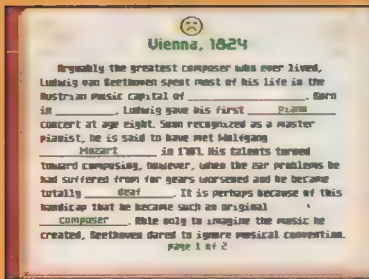 Vienna, 1824
Arguably the greatest composer who ever lived,
Ludwig van Beethoven spent most of his life in the
Austrian music capital of ____________. Born
in ________, Ludwig gave his first piano
concert at age eight. Soon recognized as a master
pianist, he is said to have met Wolfgang
Mozart in 1787. His talents turned
toward composing, however, when the ear problems he
had suffered from for years worsened and he became
totally deaf. It is perhaps because of this
handicap that he became such an original
composer. Able only to imagine the music he
created, Beethoven dared to ignore musical convention.
Page 1 of 2